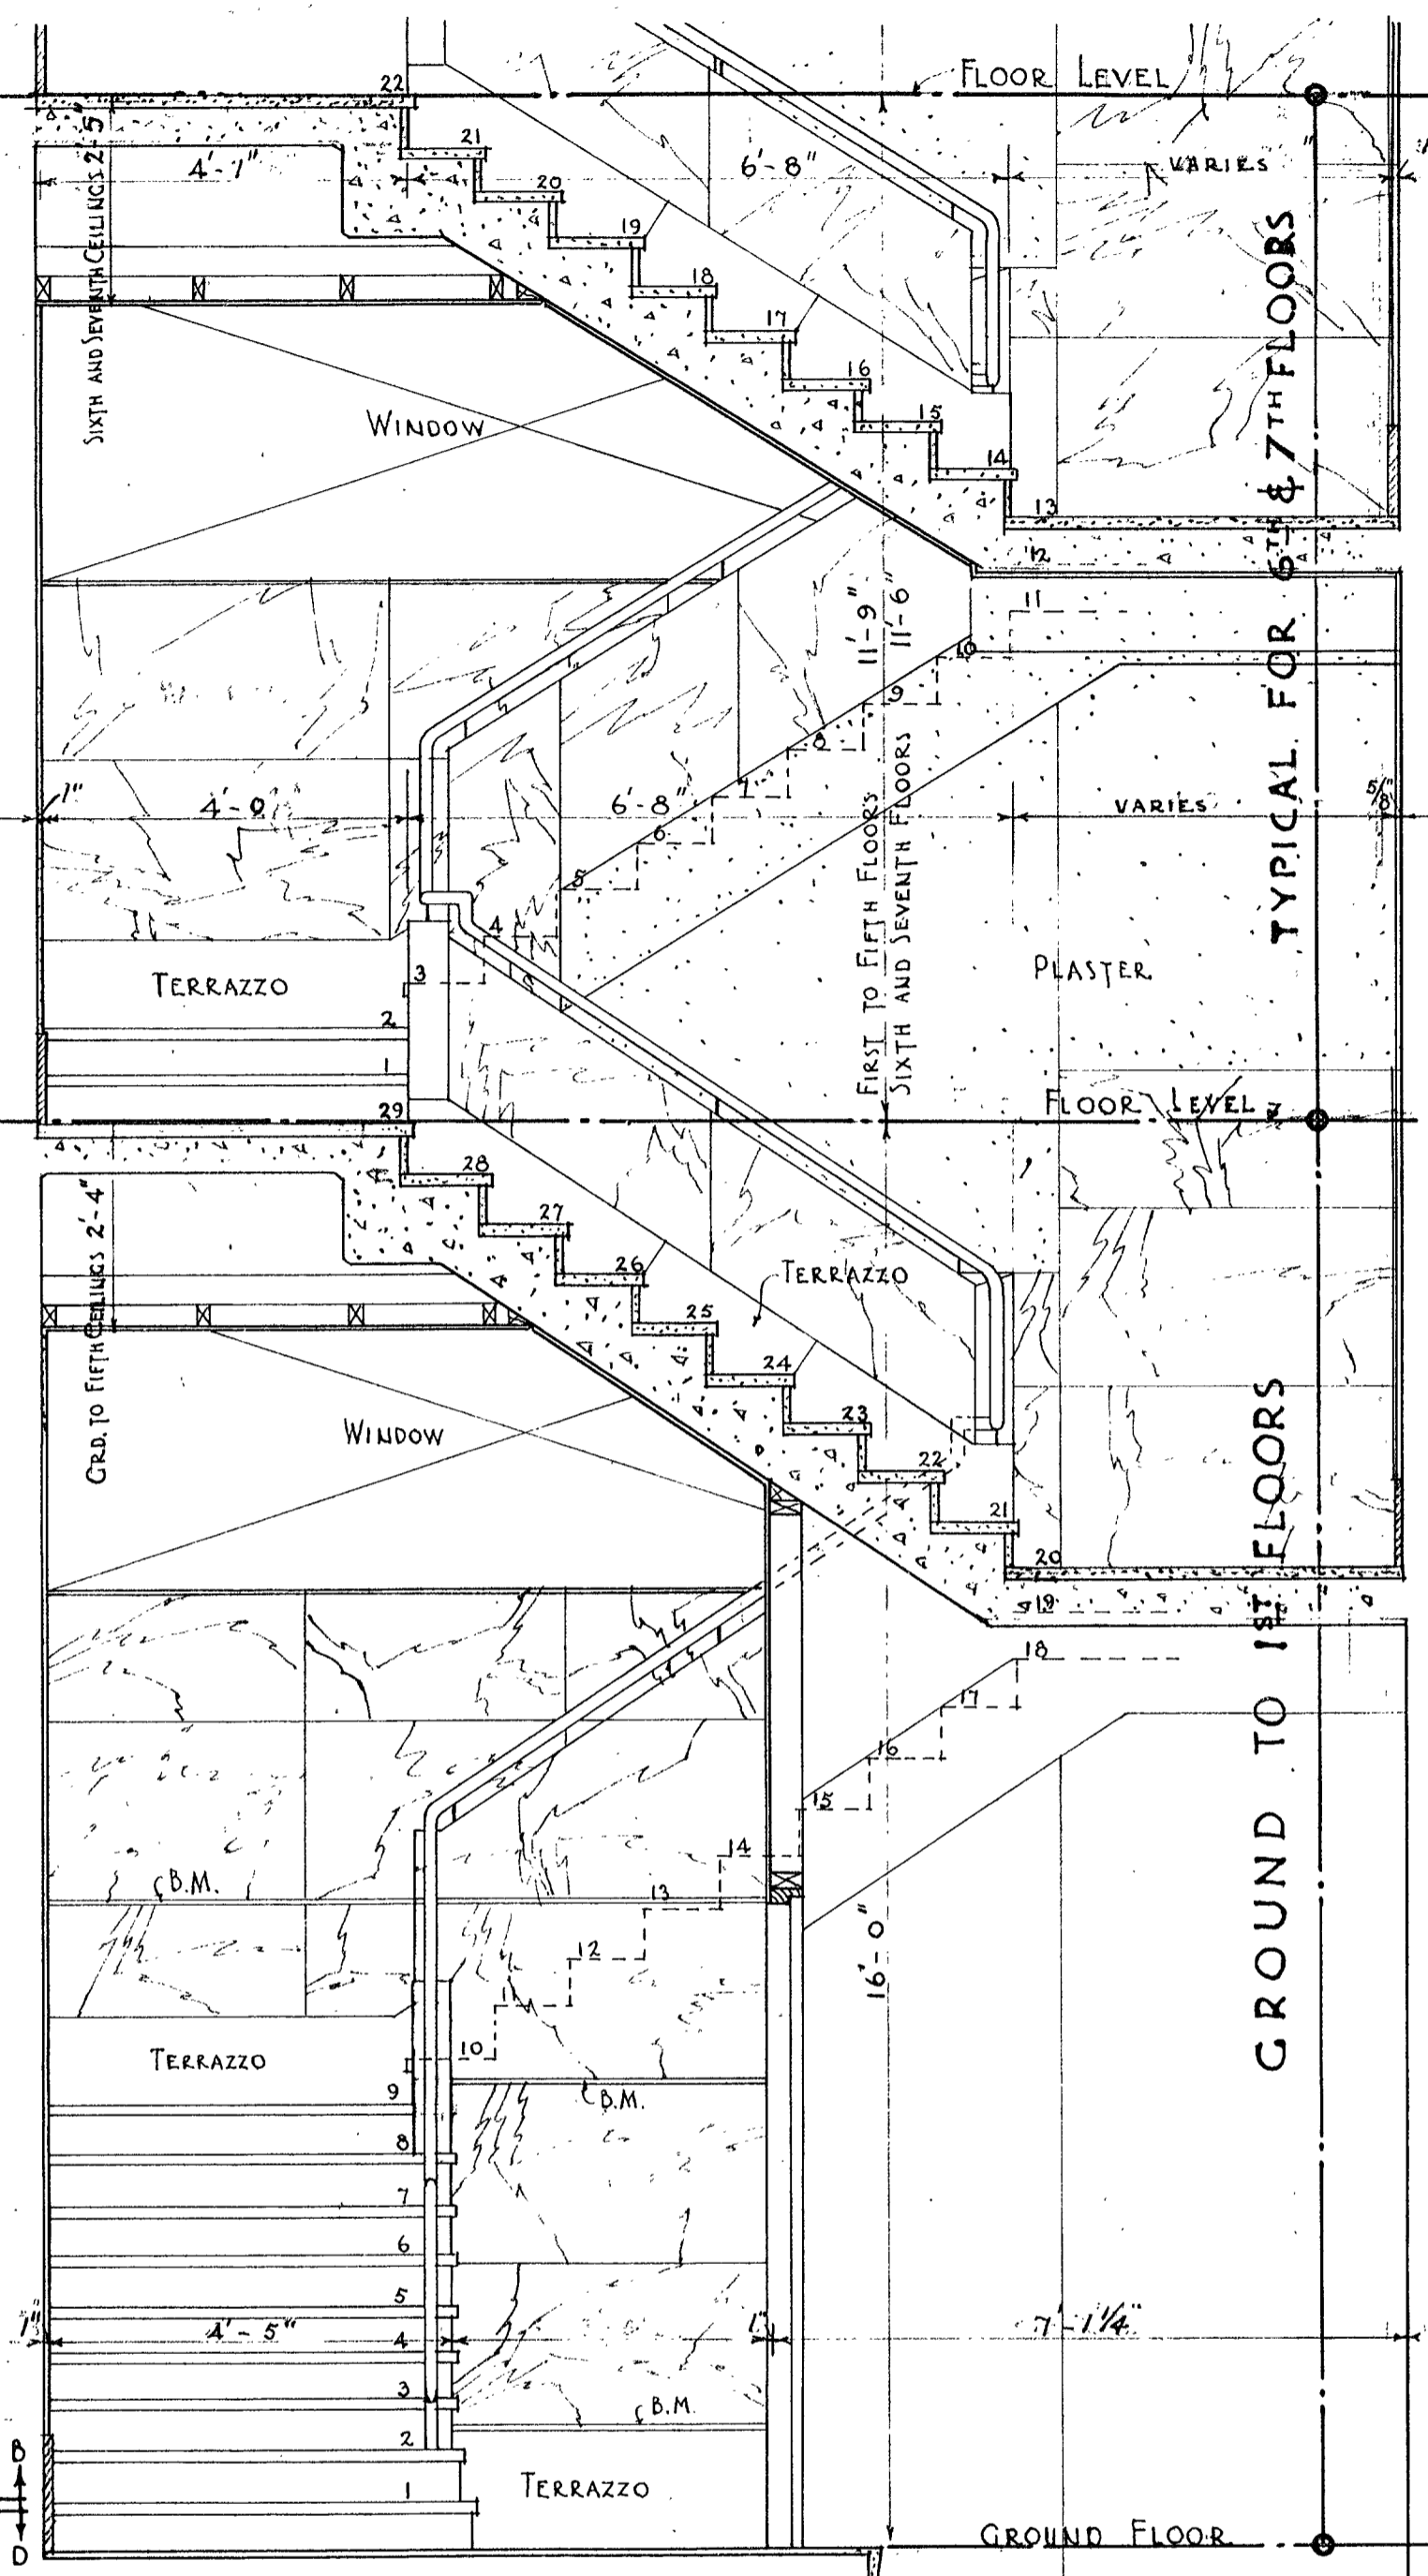 FLOOR LEVEL
22
21
20
19
18
17
16
15
14
13
12
11
10
9
8
7
6
5
4
3
2
1
4'-1"
6'-8"
VARIES
SIXTH AND SEVENTH CEILINGS 2'-5"
WINDOW
11'-9"
11'-6"
FIRST TO FIFTH FLOORS
SIXTH AND SEVENTH FLOORS
TYPICAL FOR 6TH & 7TH FLOORS
1"
4'-0
6'-8"
VARIES
5/8"
TERRAZZO
PLASTER
FLOOR LEVEL
29
28
27
26
25
24
23
22
21
20
19
18
17
16
15
14
13
12
11
10
9
8
7
6
5
4
3
2
1
GRD. TO FIFTH CEILINGS 2'-4"
TERRAZZO
WINDOW
GROUND TO 1ST FLOORS
B.M.
16'-0"
TERRAZZO
B.M.
1"
4'-5"
1"
7'-1 1/4"
B.M.
TERRAZZO
B
D
GROUND FLOOR